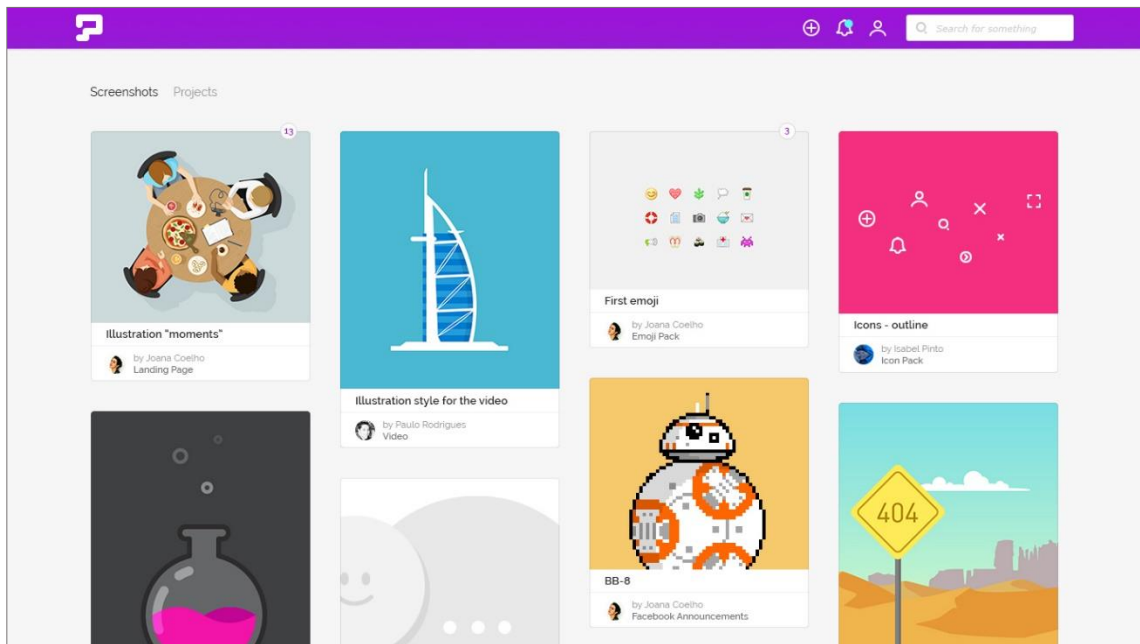 Search for something
Screenshots Projects
13
Illustration "moments"
by Joana Coelho
Landing Page
Illustration style for the video
by Paulo Rodrigues
Video
3
First emoji
by Joana Coelho
Emoji Pack
Icons - outline
by Isabel Pinto
Icon Pack
BB-8
by Joana Coelho
Facebook Announcements
404